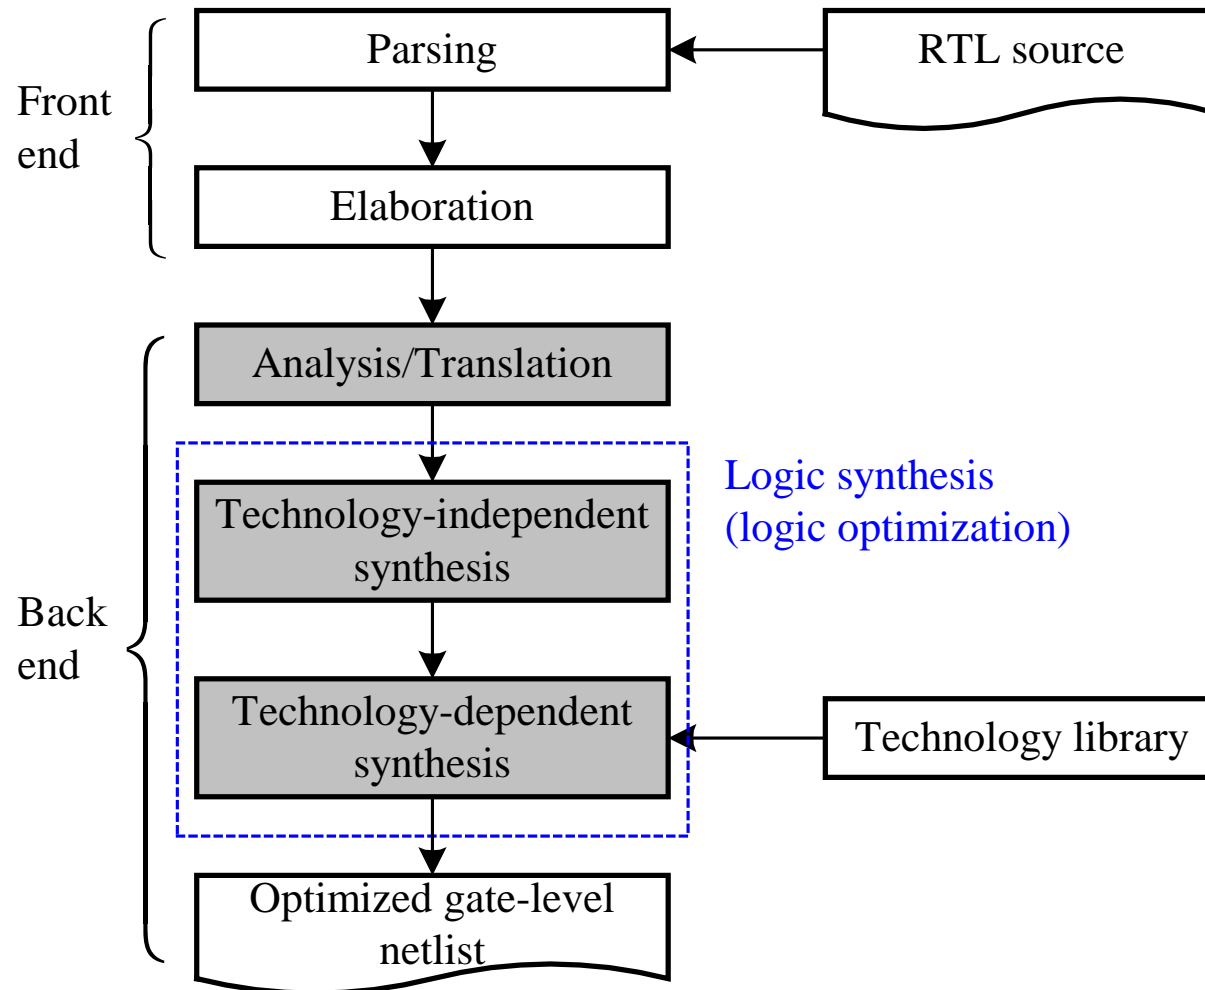 Parsing
RTL source
Front
end
Elaboration
Analysis/Translation
Logic synthesis
(logic optimization)
Technology-independent
synthesis
Back
end
Technology-dependent
synthesis
Technology library
Optimized gate-level
netlist